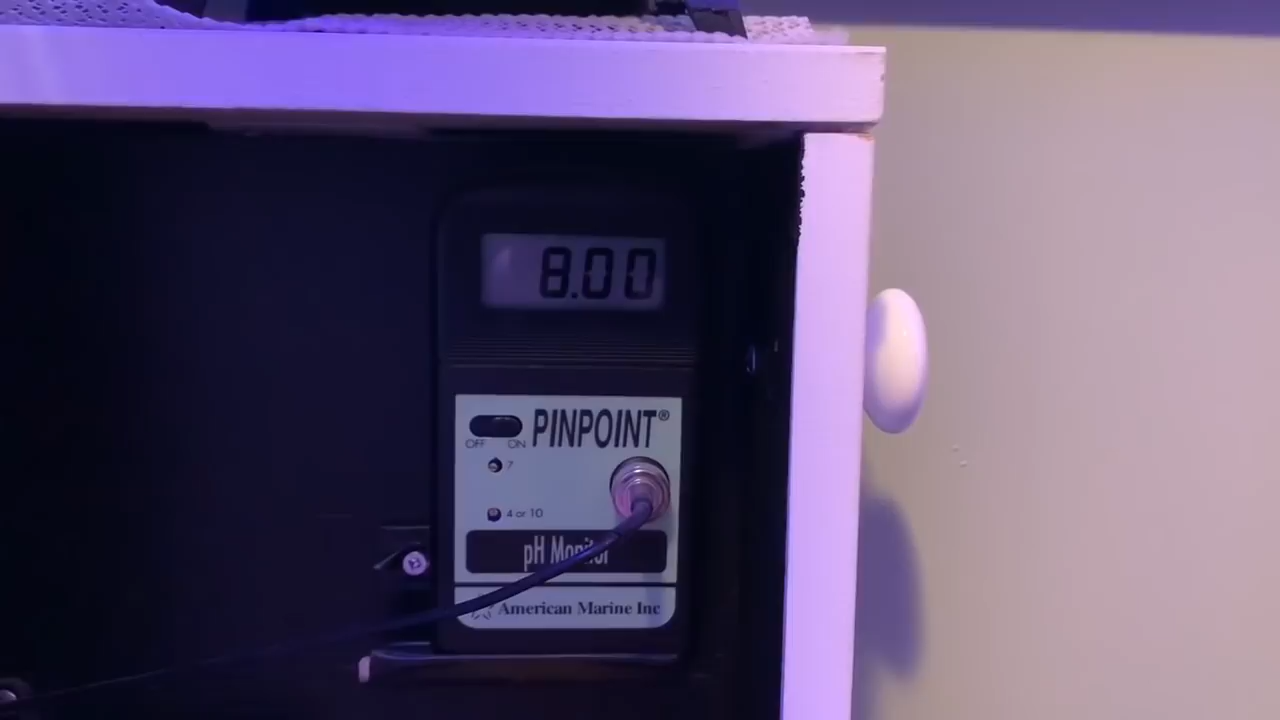 8.00
PINPOINT®
OFF ON
7
4 or 10
pH Monitor
American Marine Inc